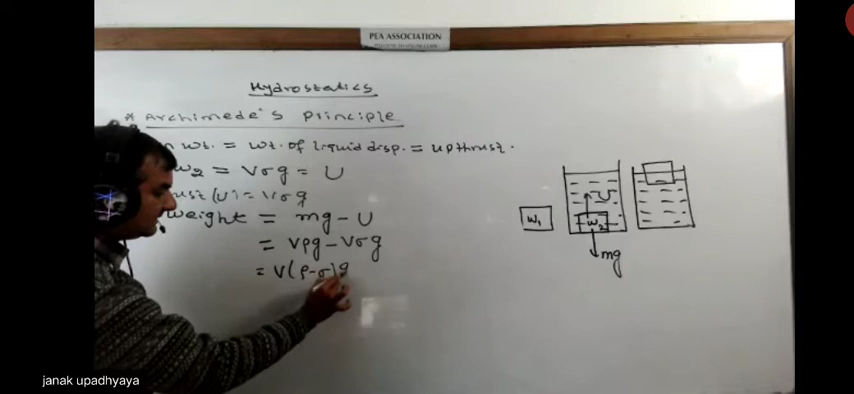 PEA ASSOCIATION
Hydrostatics
* Archimede's principle
wt. = wt. of liquid disp. = upthrust.
w₂ = Vσg = U
(U) = Vσg
weight = mg - U
= Vρg - Vσg
= V(ρ-σ)g
U
W₁
W₂
mg
janak upadhyaya